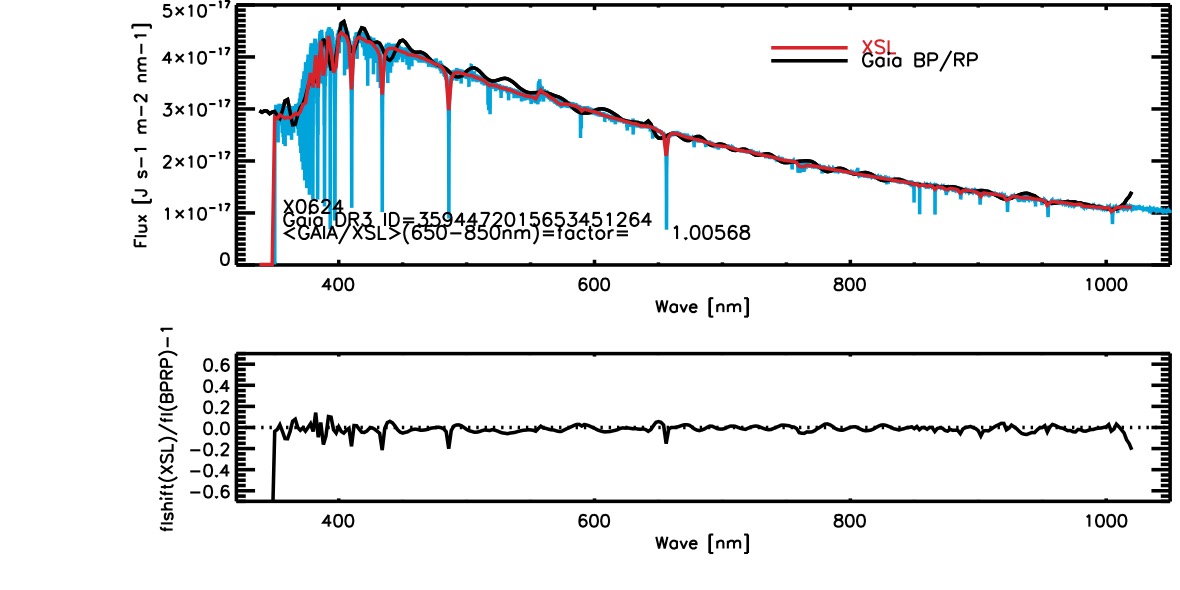 5×10−17
4×10−17
3×10−17
2×10−17
1×10−17
0
Flux [J s−1 m−2 nm−1]
XSL
Gaia BP/RP
X0624
Gaia DR3 ID=3594472015653451264
<GAIA/XSL>(650−850nm)=factor= 1.00568
400 600 800 1000
Wave [nm]
0.6
0.4
0.2
0.0
−0.2
−0.4
−0.6
flshift(XSL)/fl(BPRP)−1
400 600 800 1000
Wave [nm]